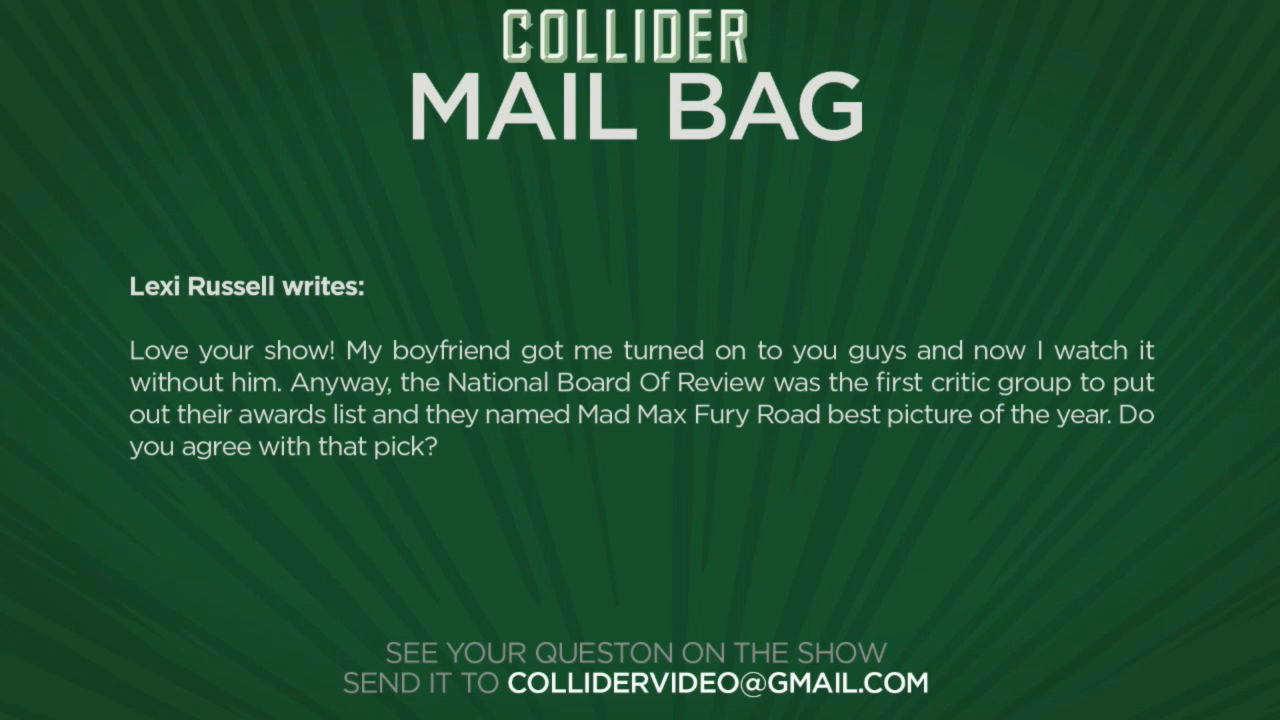 COLLIDER
MAIL BAG
Lexi Russell writes:
Love your show! My boyfriend got me turned on to you guys and now I watch it
without him. Anyway, the National Board Of Review was the first critic group to put
out their awards list and they named Mad Max Fury Road best picture of the year. Do
you agree with that pick?
SEE YOUR QUESTON ON THE SHOW
SEND IT TO COLLIDERVIDEO@GMAIL.COM